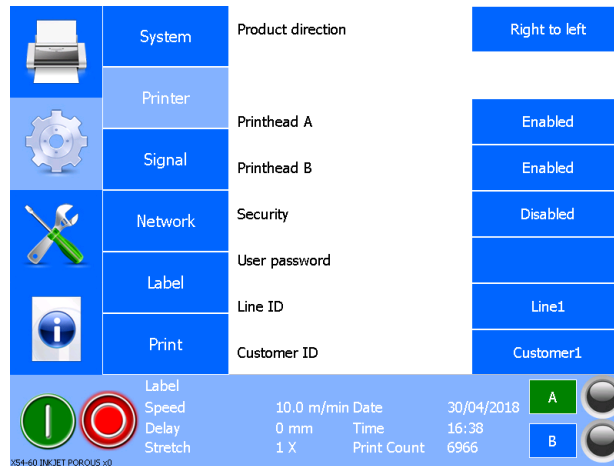 System
Printer
Signal
Network
Label
Print
Product direction Right to left
Printhead A Enabled
Printhead B Enabled
Security Disabled
User password
Line ID Line1
Customer ID Customer1
Label
Speed 10.0 m/min Date 30/04/2018
Delay 0 mm Time 16:38
Stretch 1 X Print Count 6966
A
B
X54-60 INKJET POROUS x0